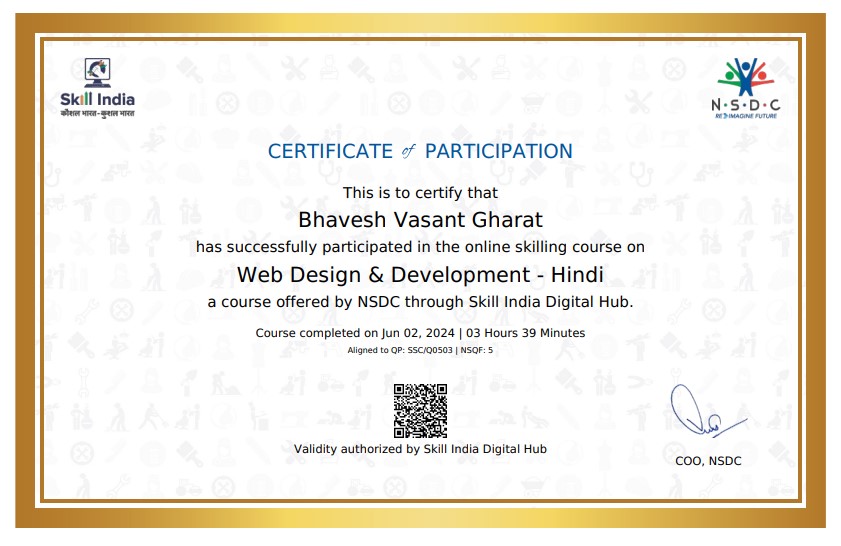 Skill India
कौशल भारत-कुशल भारत
N·S·D·C
RE IMAGINE FUTURE
CERTIFICATE of PARTICIPATION
This is to certify that
Bhavesh Vasant Gharat
has successfully participated in the online skilling course on
Web Design & Development - Hindi
a course offered by NSDC through Skill India Digital Hub.
Course completed on Jun 02, 2024 | 03 Hours 39 Minutes
Aligned to QP: SSC/Q0503 | NSQF: 5
Validity authorized by Skill India Digital Hub
COO, NSDC